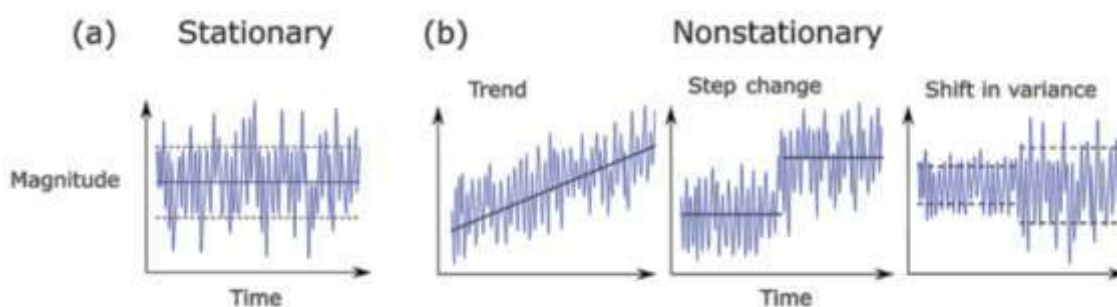 (a) Stationary
(b) Nonstationary
Trend
Step change
Shift in variance
Magnitude
Time
Time